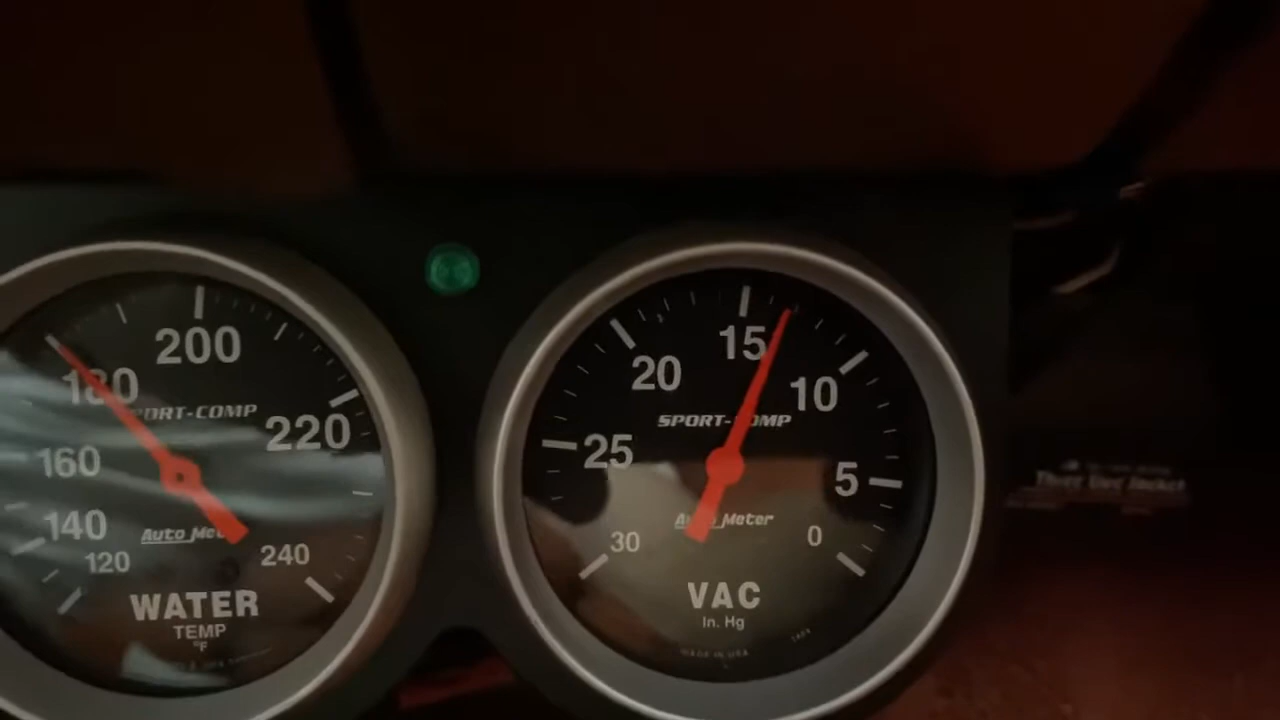 200
180
SPORT-COMP
220
160
140
Auto Meter
120
240
WATER
TEMP
°F
15
20
10
SPORT-COMP
25
5
Auto Meter
30
0
VAC
In. Hg
MADE IN USA